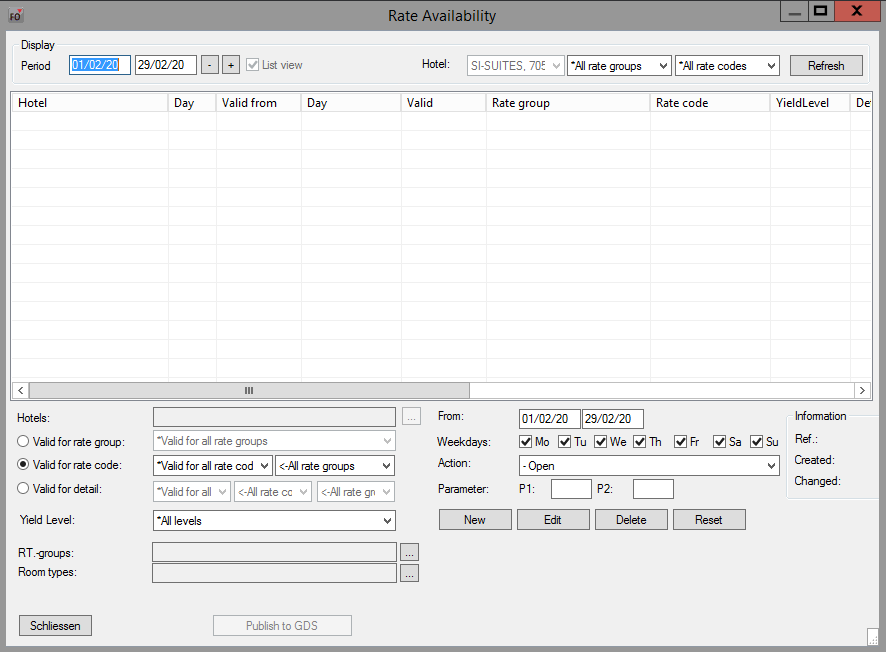 FO Rate Availability X
Display
Period 01/02/20 29/02/20 - + List view Hotel: SI-SUITES, 705 *All rate groups *All rate codes Refresh
Hotel Day Valid from Day Valid Rate group Rate code YieldLevel De
Hotels: ...
Valid for rate group: *Valid for all rate groups
Valid for rate code: *Valid for all rate cod <-All rate groups
Valid for detail: *Valid for all <-All rate cc <-All rate gr
Yield Level: *All levels
RT.-groups: ...
Room types: ...
From: 01/02/20 29/02/20
Weekdays: Mo Tu We Th Fr Sa Su
Action: - Open
Parameter: P1: P2:
New Edit Delete Reset
Information
Ref.:
Created:
Changed:
Schliessen Publish to GDS